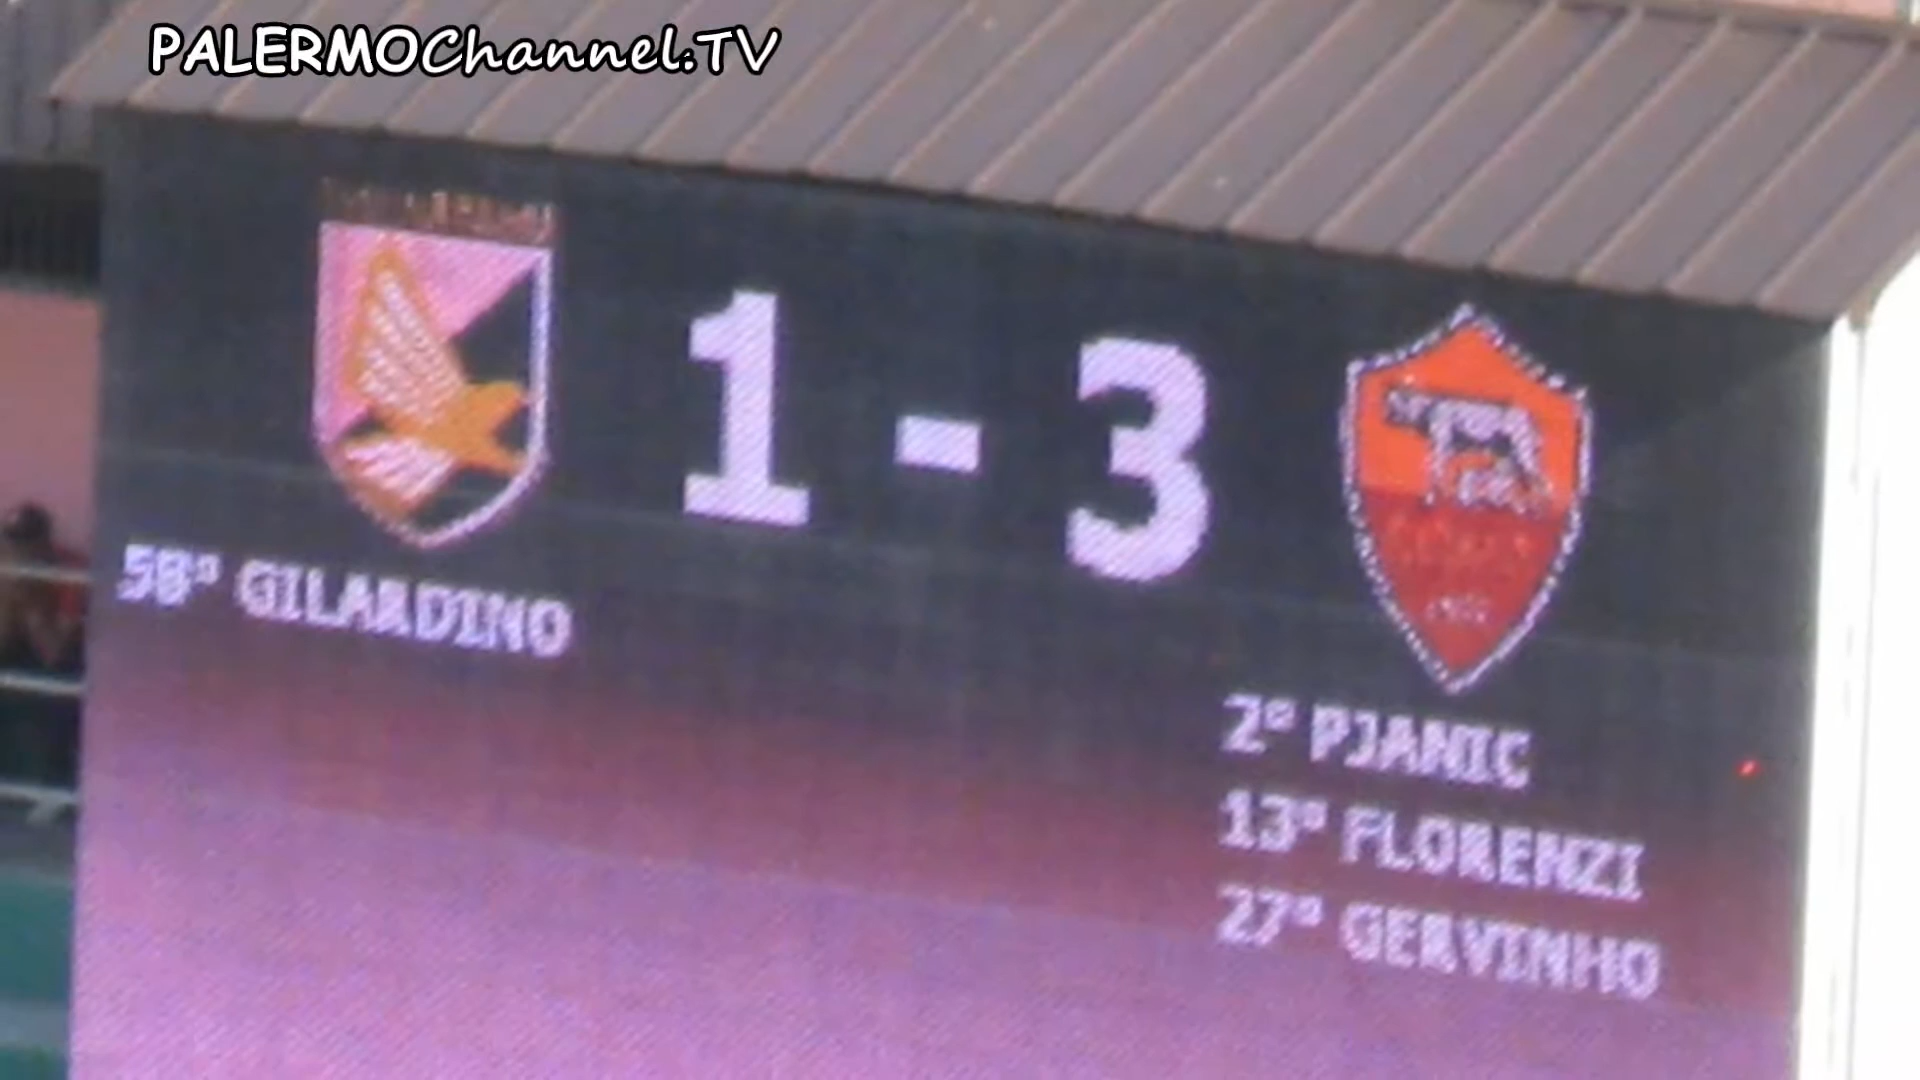 PALERMOChannel.TV
1 - 3
58° GILARDINO
2° PJANIC
13° FLORENZI
27° GERVINHO